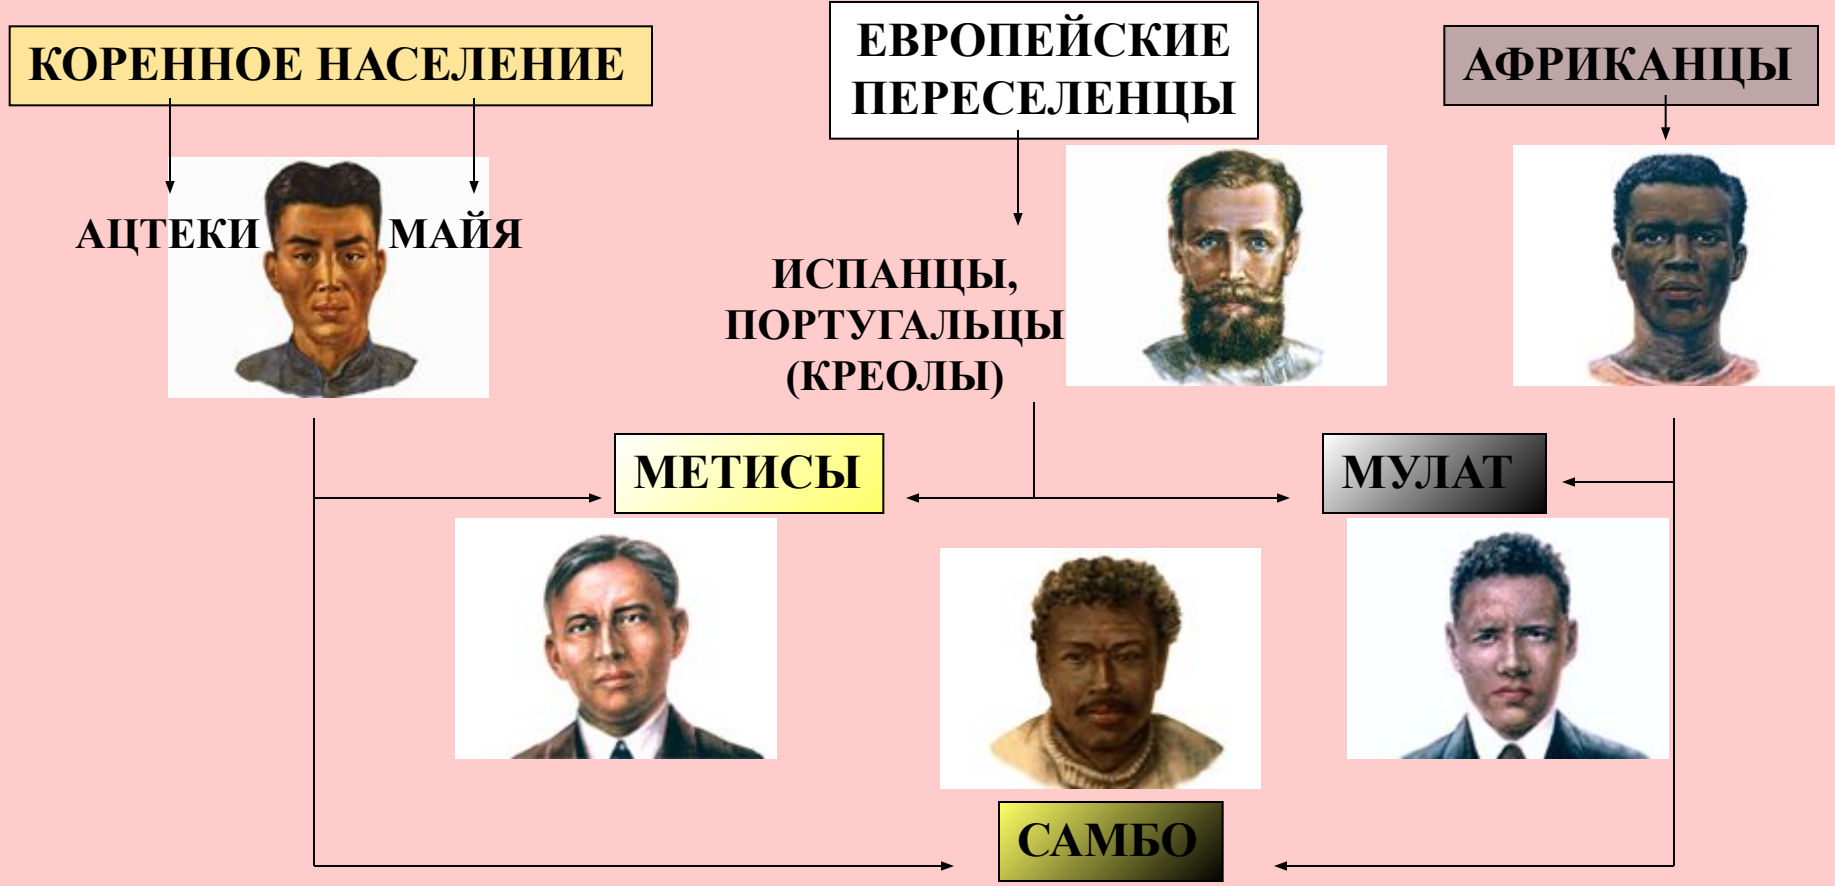 КОРЕННОЕ НАСЕЛЕНИЕ
ЕВРОПЕЙСКИЕ
ПЕРЕСЕЛЕНЦЫ
АФРИКАНЦЫ
АЦТЕКИ
МАЙЯ
ИСПАНЦЫ,
ПОРТУГАЛЬЦЫ
(КРЕОЛЫ)
МЕТИСЫ
МУЛАТ
САМБО